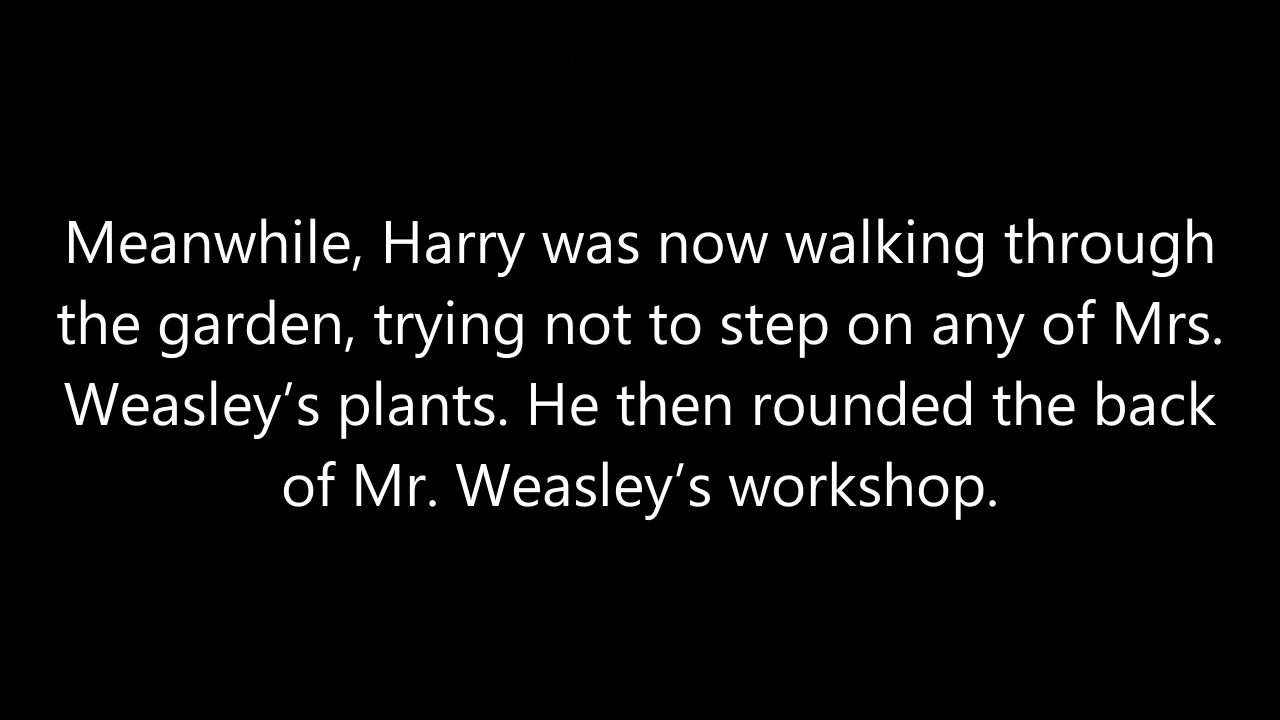 Meanwhile, Harry was now walking through
the garden, trying not to step on any of Mrs.
Weasley’s plants. He then rounded the back
of Mr. Weasley’s workshop.